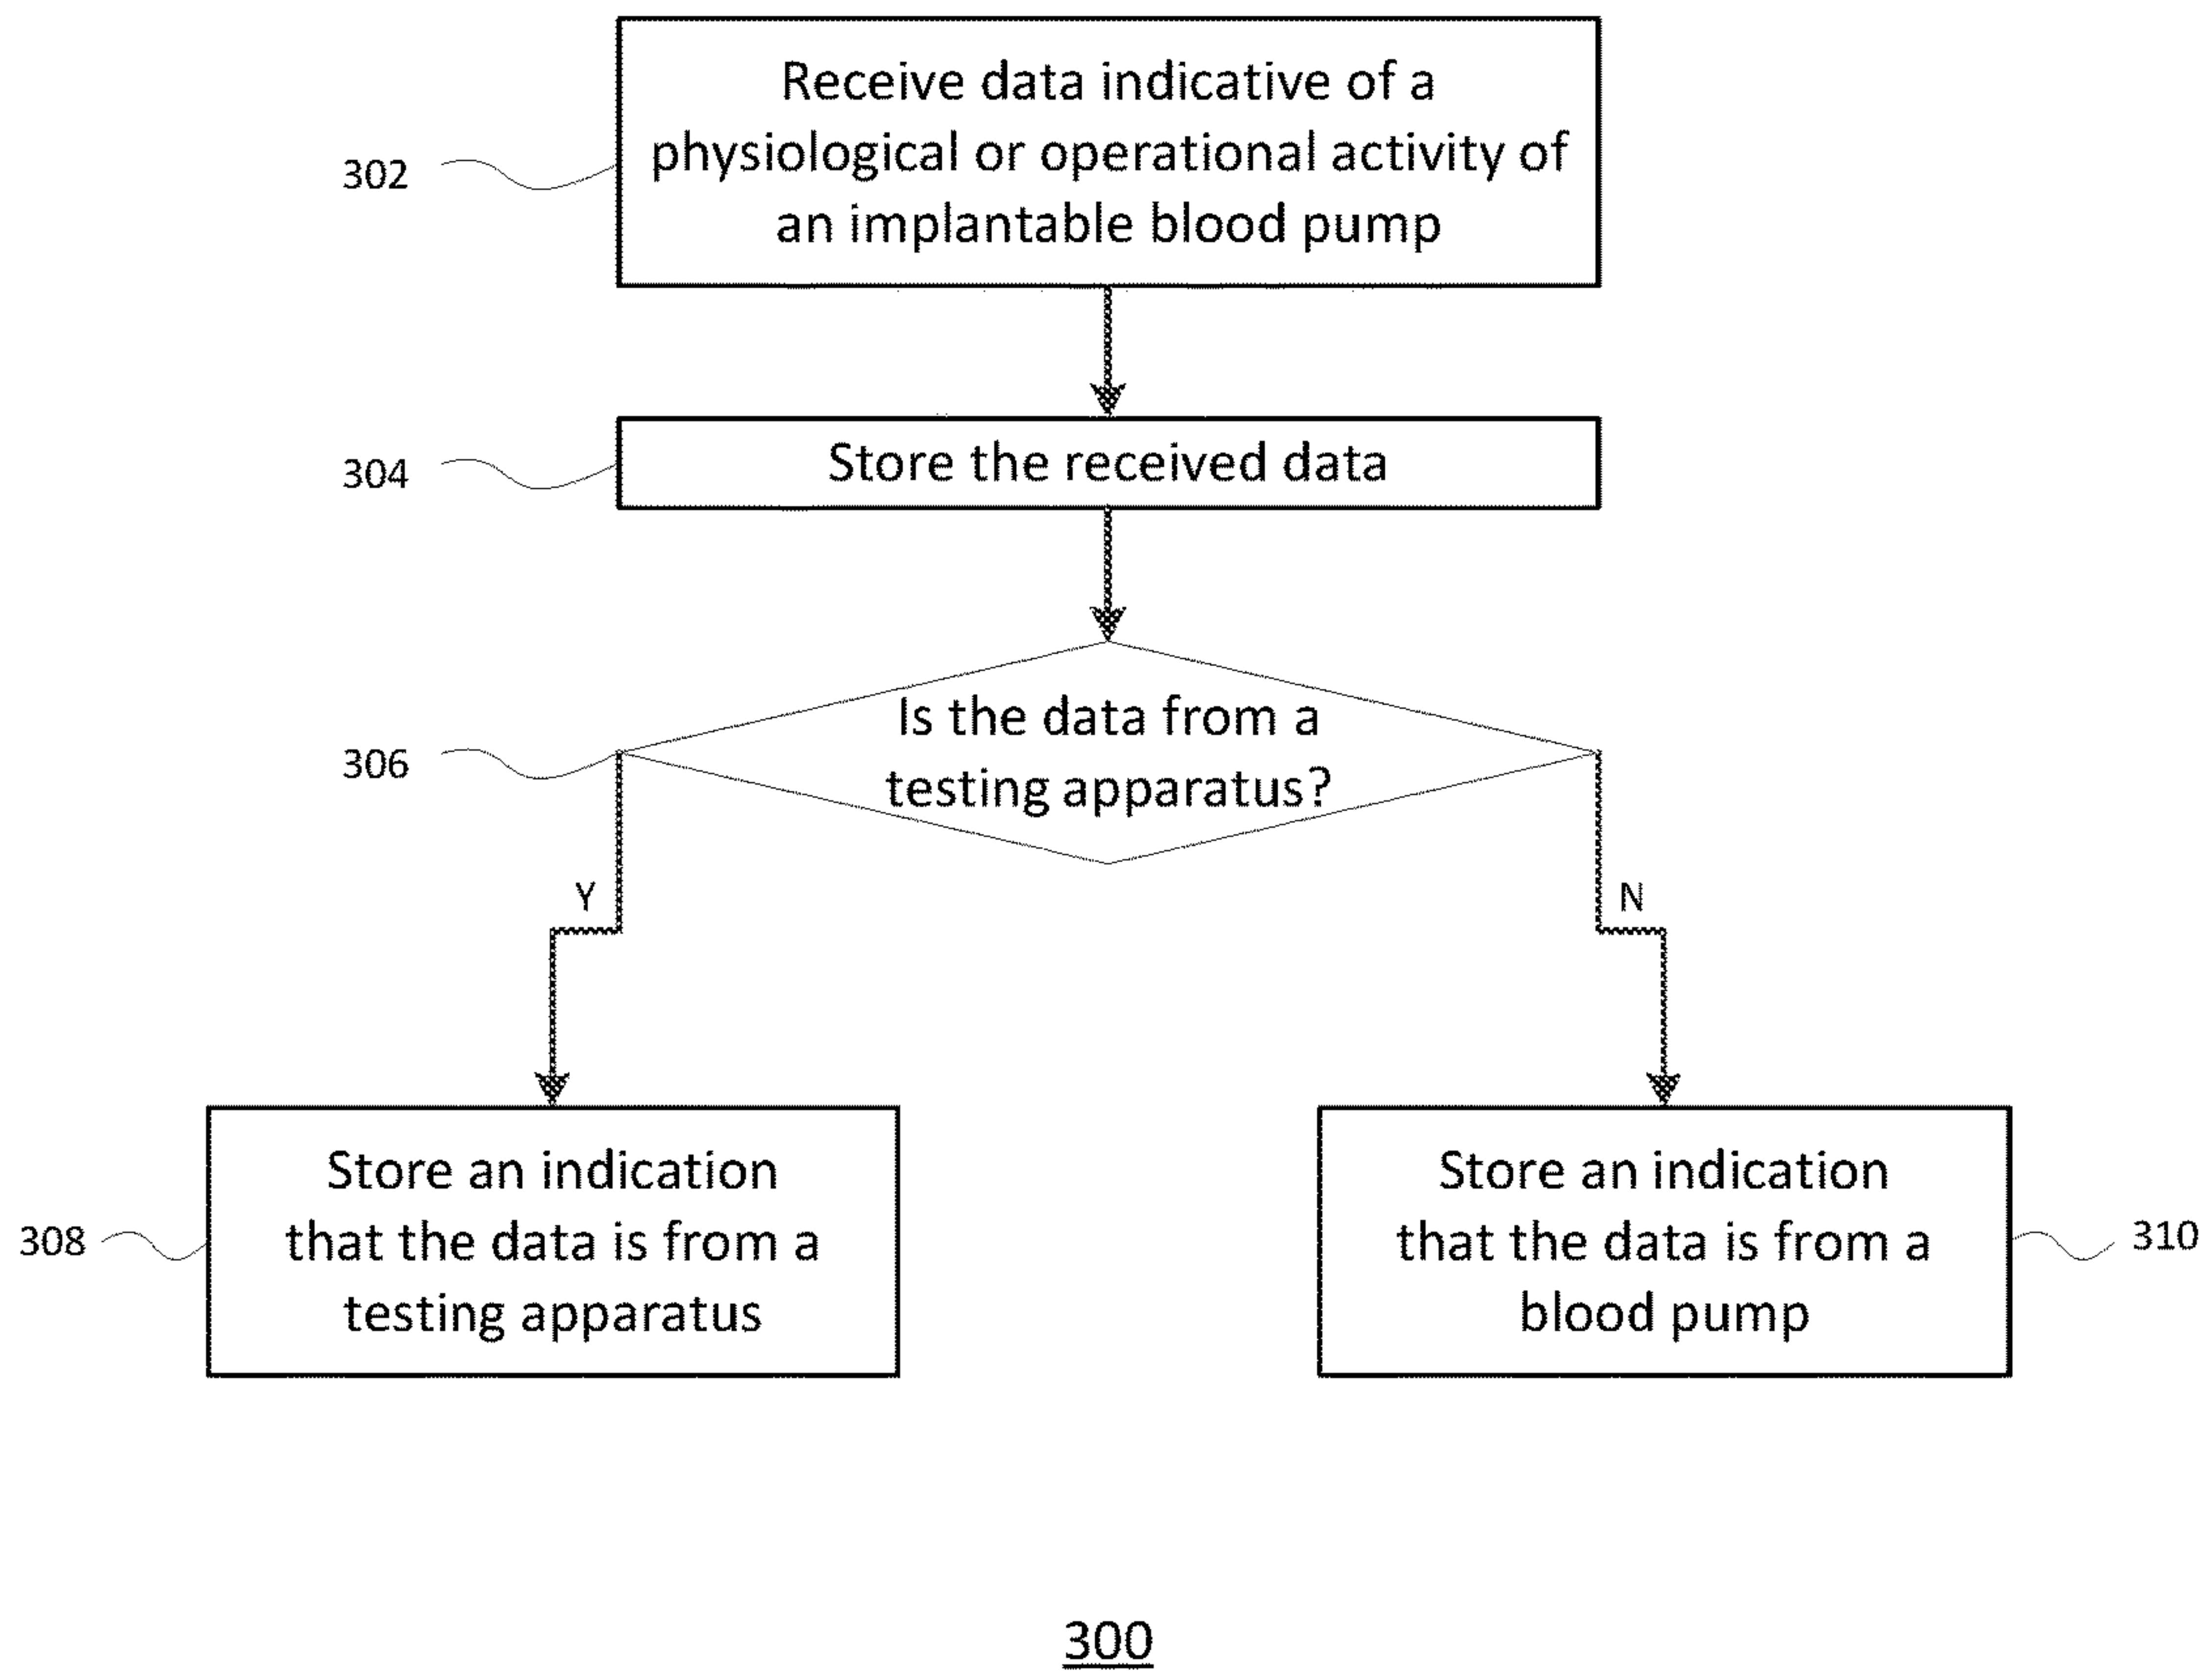 Receive data indicative of a
physiological or operational activity of
an implantable blood pump
302
Store the received data
304
Is the data from a
testing apparatus?
306
Y
N
Store an indication
that the data is from a
testing apparatus
308
Store an indication
that the data is from a
blood pump
310
300